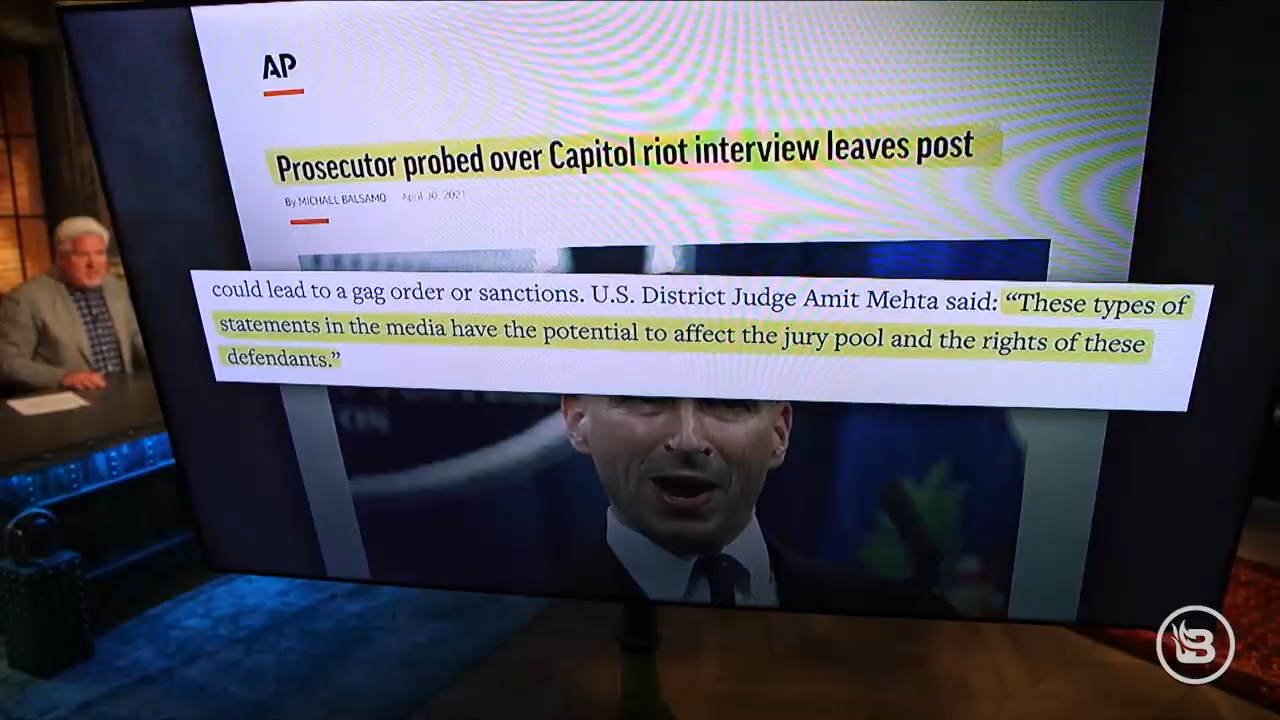 AP
Prosecutor probed over Capitol riot interview leaves post
By MICHAEL BALSAMO April 30, 2021
could lead to a gag order or sanctions. U.S. District Judge Amit Mehta said: “These types of
statements in the media have the potential to affect the jury pool and the rights of these
defendants.”
ON
B